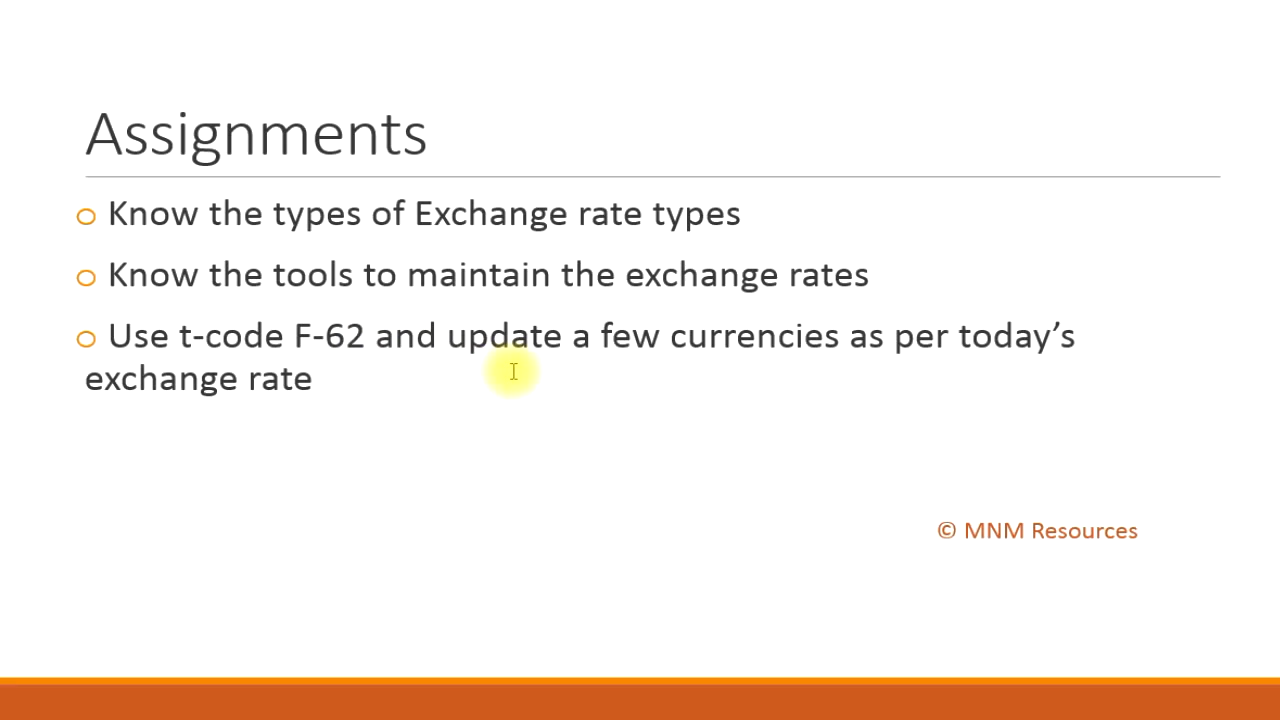 Assignments
o Know the types of Exchange rate types
o Know the tools to maintain the exchange rates
o Use t-code F-62 and update a few currencies as per today’s
exchange rate
© MNM Resources